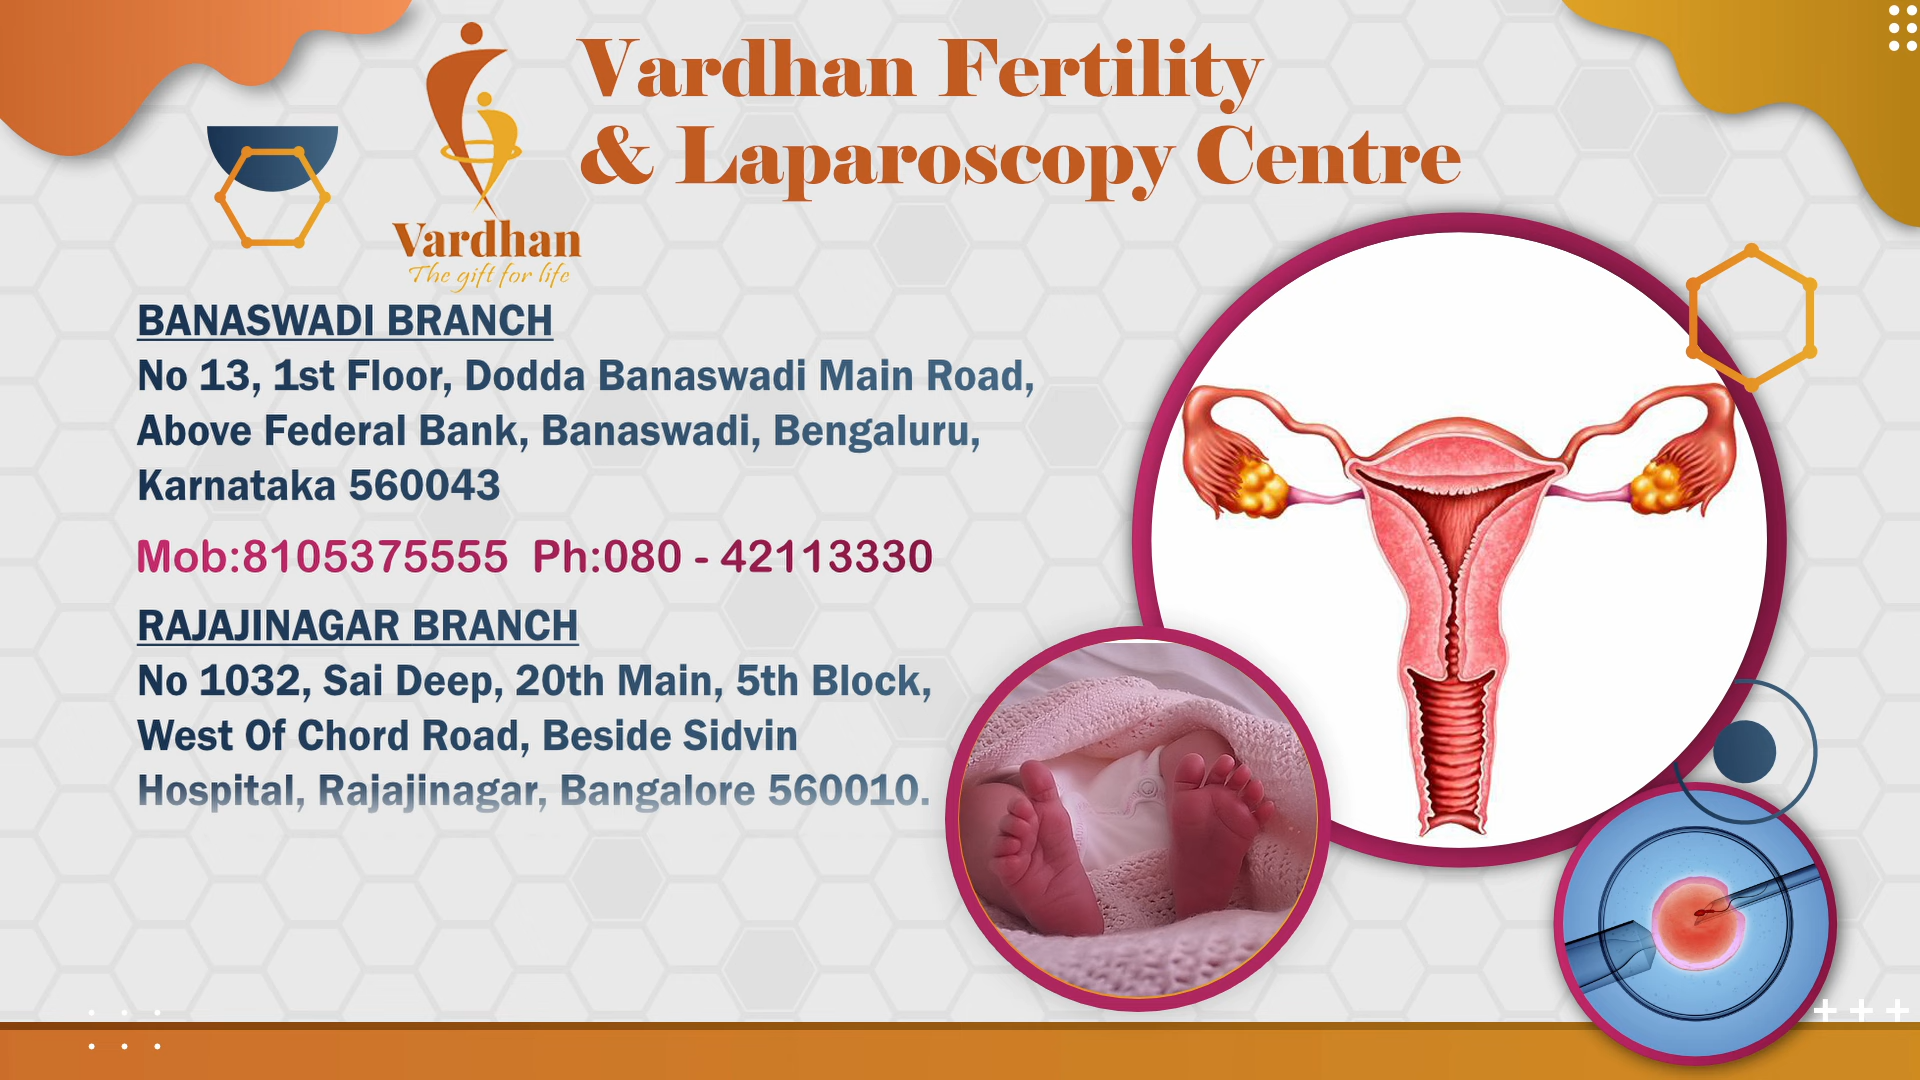 Vardhan Fertility
& Laparoscopy Centre
Vardhan
The gift for life
BANASWADI BRANCH
No 13, 1st Floor, Dodda Banaswadi Main Road,
Above Federal Bank, Banaswadi, Bengaluru,
Karnataka 560043
Mob:8105375555 Ph:080 - 42113330
RAJAJINAGAR BRANCH
No 1032, Sai Deep, 20th Main, 5th Block,
West Of Chord Road, Beside Sidvin
Hospital, Rajajinagar, Bangalore 560010.